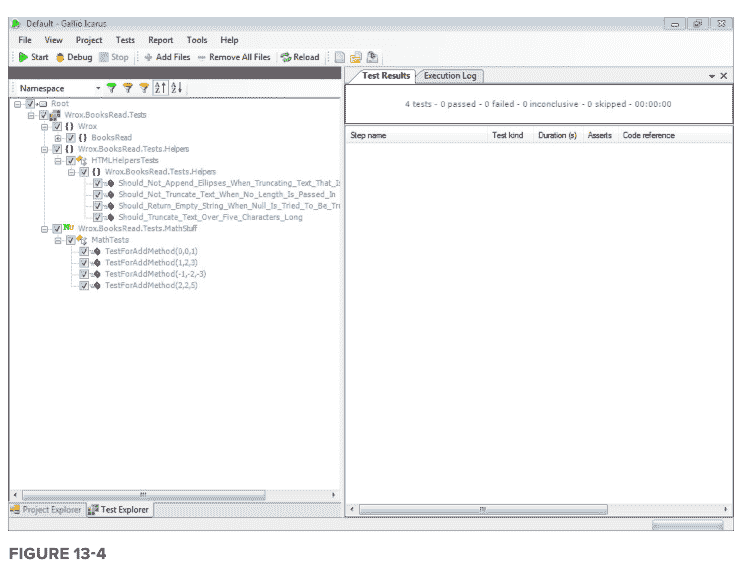 Default - Gallio Icarus
File View Project Tests Report Tools Help
Start Debug Stop Add Files Remove All Files Reload
Test Results Execution Log
Namespace
4 tests - 0 passed - 0 failed - 0 inconclusive - 0 skipped - 00:00:00
Step name Test kind Duration (s) Asserts Code reference
Root
Wrox.BooksRead.Tests
{} Wrox
{} BooksRead
{} Wrox.BooksRead.Tests.Helpers
HTMLHelpersTests
{} Wrox.BooksRead.Tests.Helpers
Should_Not_Append_Ellipses_When_Truncating_Text_That_I
Should_Not_Truncate_Text_When_No_Length_Is_Passed_In
Should_Return_Empty_String_When_Null_Is_Tried_To_Be_Tr
Should_Truncate_Text_Over_Five_Characters_Long
Wrox.BooksRead.Tests.MathStuff
MathTests
TestForAddMethod(0,0,1)
TestForAddMethod(1,2,3)
TestForAddMethod(-1,-2,-3)
TestForAddMethod(2,2,5)
Project Explorer Test Explorer
FIGURE 13-4